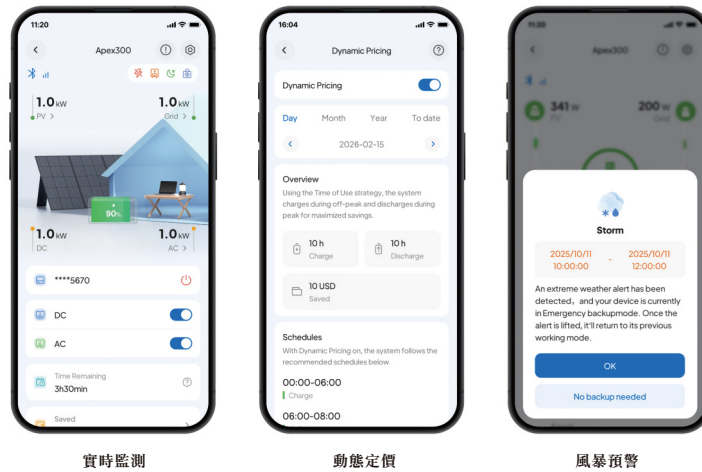 11:20
Apex300
1.0 kW
PV >
1.0 kW
Grid >
90%
1.0 kW
DC
1.0 kW
AC >
****5670
DC
AC
Time Remaining
3h30min
Saved
實時監測
16:04
Dynamic Pricing
Dynamic Pricing
Day Month Year To date
2026-02-15
Overview
Using the Time of Use strategy, the system
charges during off-peak and discharges during
peak for maximized savings.
10 h
Charge
10 h
Discharge
10 USD
Saved
Schedules
With Dynamic Pricing on, the system follows the
recommended schedules below.
00:00-06:00
Charge
06:00-08:00
動態定價
11:20
Apex300
341 w
PV
200 w
Grid
Storm
2025/10/11
10:00:00
-
2025/10/11
12:00:00
An extreme weather alert has been
detected, and your device is currently
in Emergency backupmode. Once the
alert is lifted, it'll return to its previous
working mode.
OK
No backup needed
風暴預警